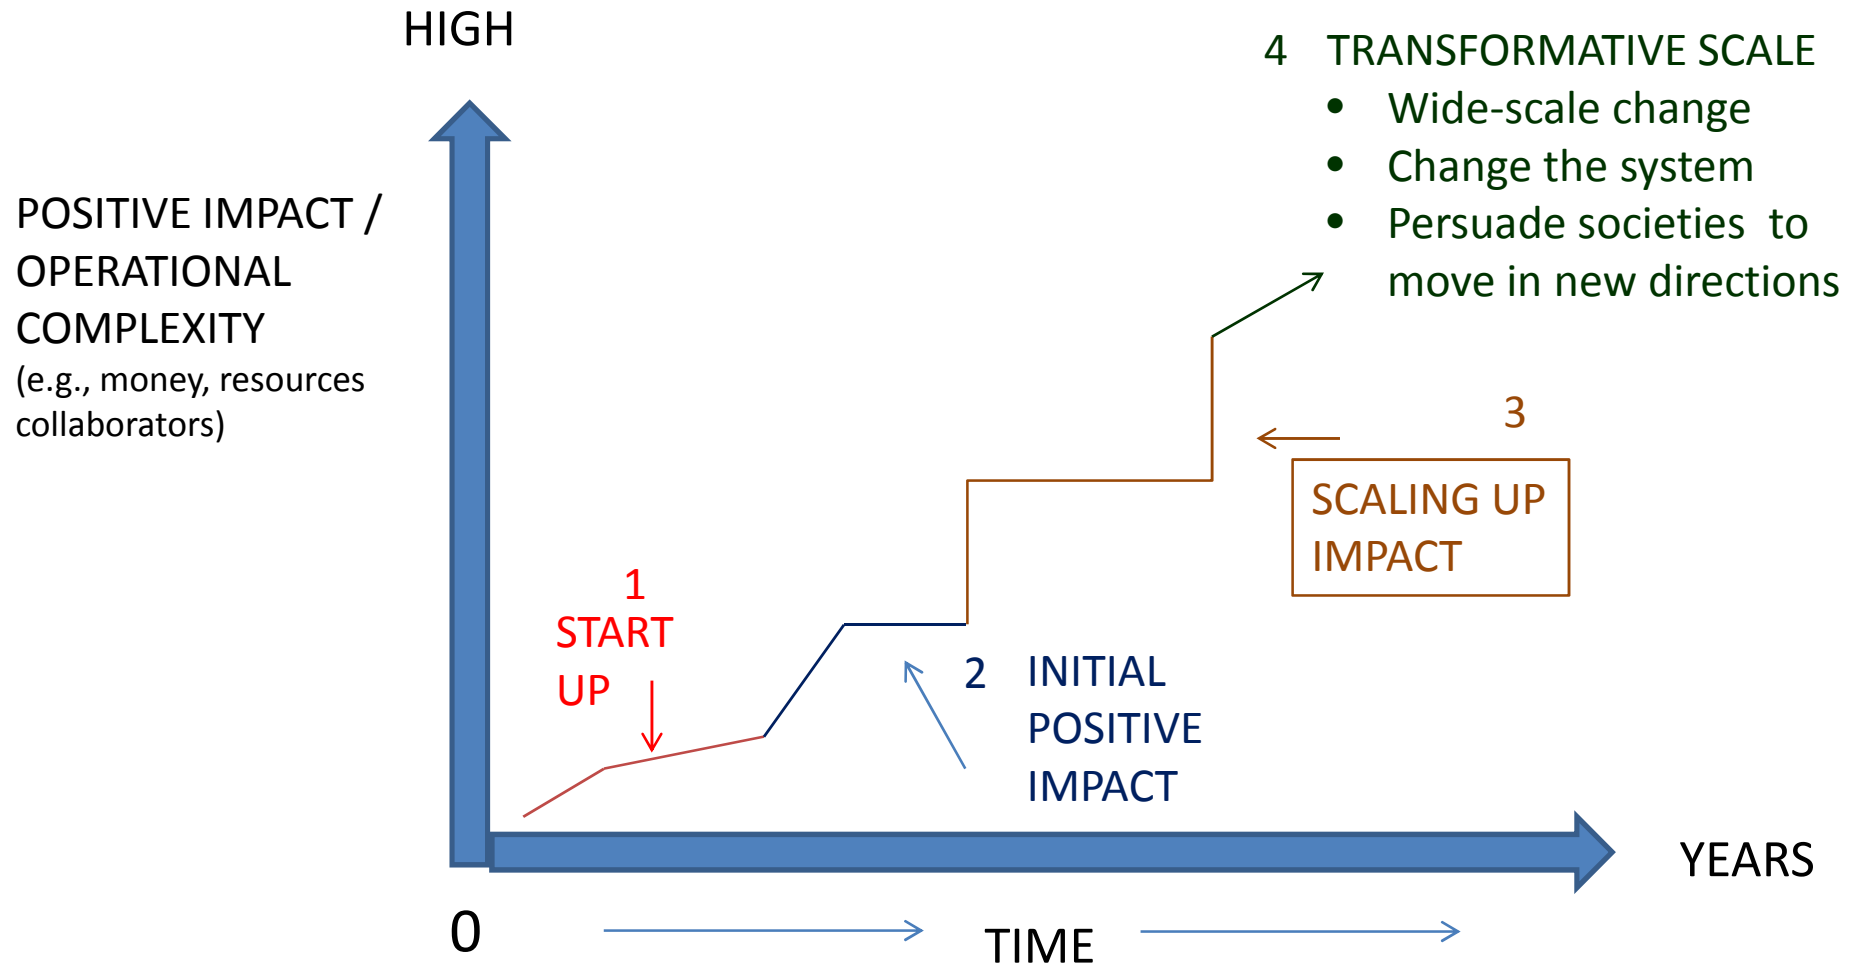 HIGH
POSITIVE IMPACT /
OPERATIONAL
COMPLEXITY
(e.g., money, resources
collaborators)
4 TRANSFORMATIVE SCALE
• Wide-scale change
• Change the system
• Persuade societies to
move in new directions
3
SCALING UP
IMPACT
1
START
UP
2 INITIAL
POSITIVE
IMPACT
YEARS
0
TIME